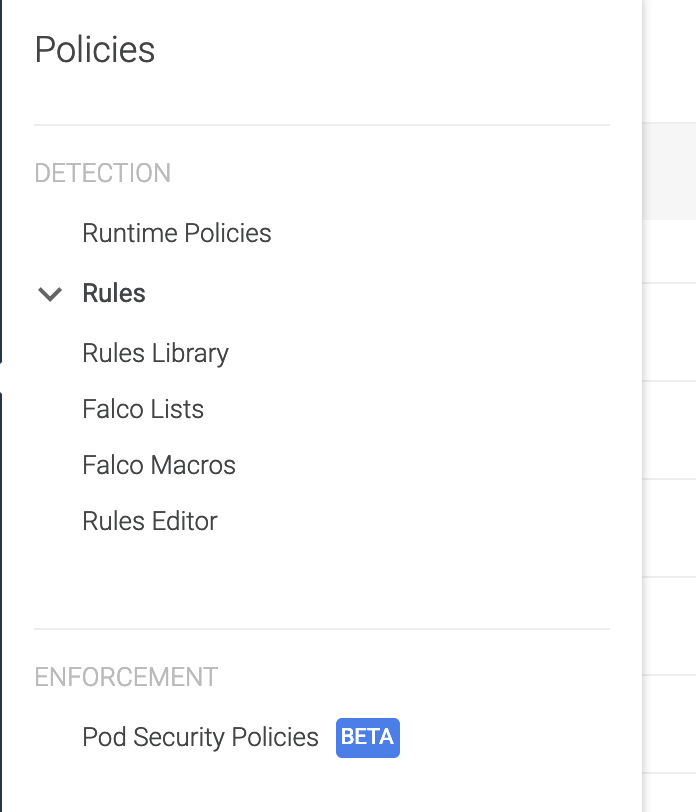 Policies
DETECTION
Runtime Policies
Rules
Rules Library
Falco Lists
Falco Macros
Rules Editor
ENFORCEMENT
Pod Security Policies BETA